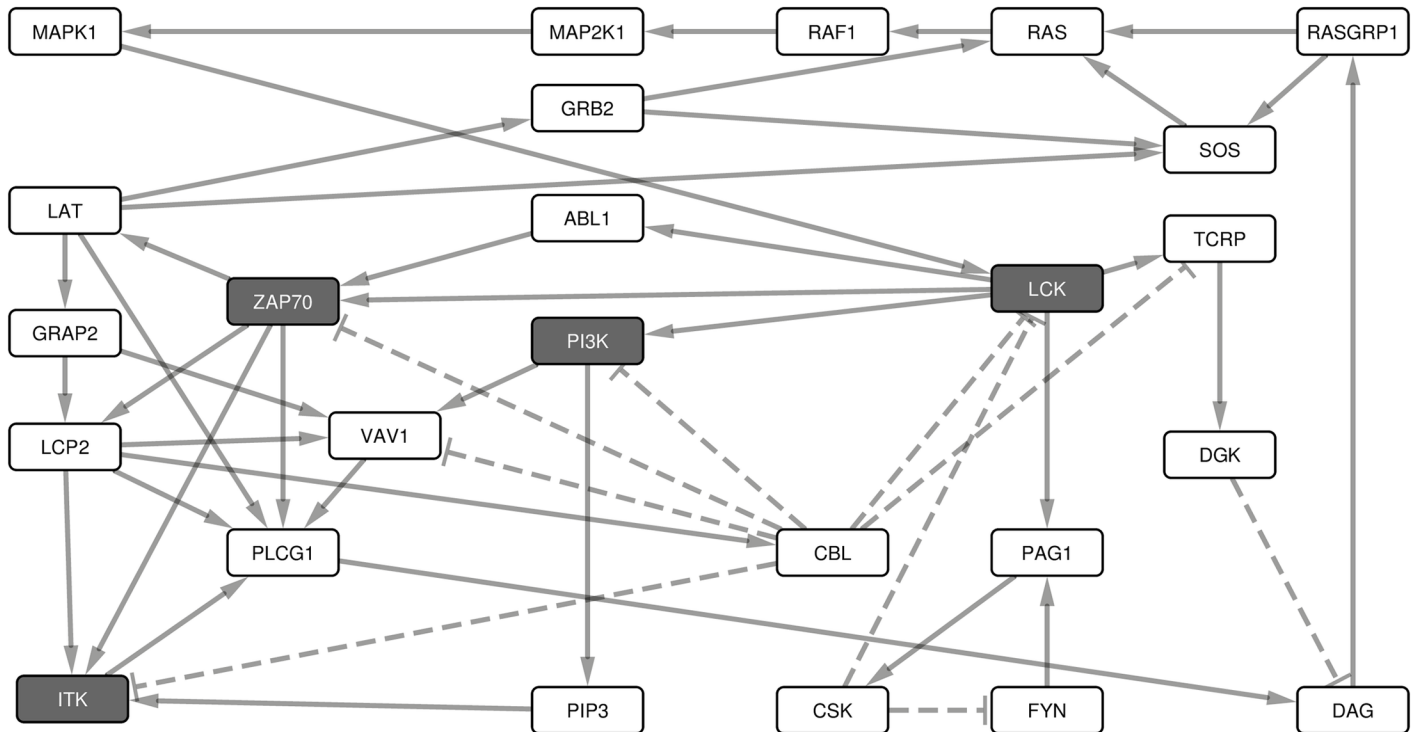 MAPK1
MAP2K1
RAF1
RAS
RASGRP1
GRB2
SOS
LAT
ABL1
TCRP
ZAP70
LCK
GRAP2
PI3K
LCP2
VAV1
DGK
PLCG1
CBL
PAG1
ITK
PIP3
CSK
FYN
DAG